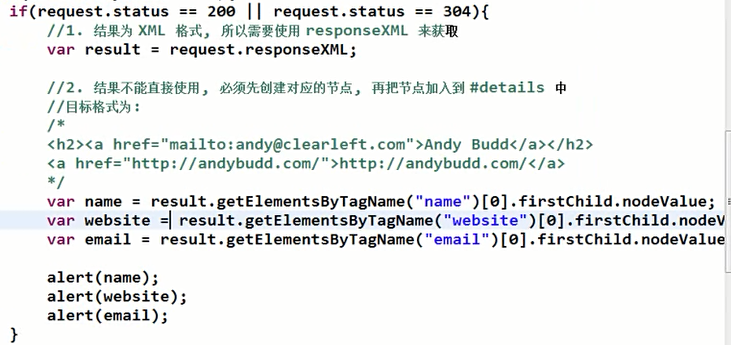 if(request.status == 200 || request.status == 304){
//1. 结果为 XML 格式, 所以需要使用 responseXML 来获取
var result = request.responseXML;
//2. 结果不能直接使用, 必须先创建对应的节点, 再把节点加入到 #details 中
//目标格式为:
/*
<h2><a href="mailto:andy@clearleft.com">Andy Budd</a></h2>
<a href="http://andybudd.com/">http://andybudd.com/</a>
*/
var name = result.getElementsByTagName("name")[0].firstChild.nodeValue;
var website = result.getElementsByTagName("website")[0].firstChild.nodeV
var email = result.getElementsByTagName("email")[0].firstChild.nodeValue
alert(name);
alert(website);
alert(email);
}